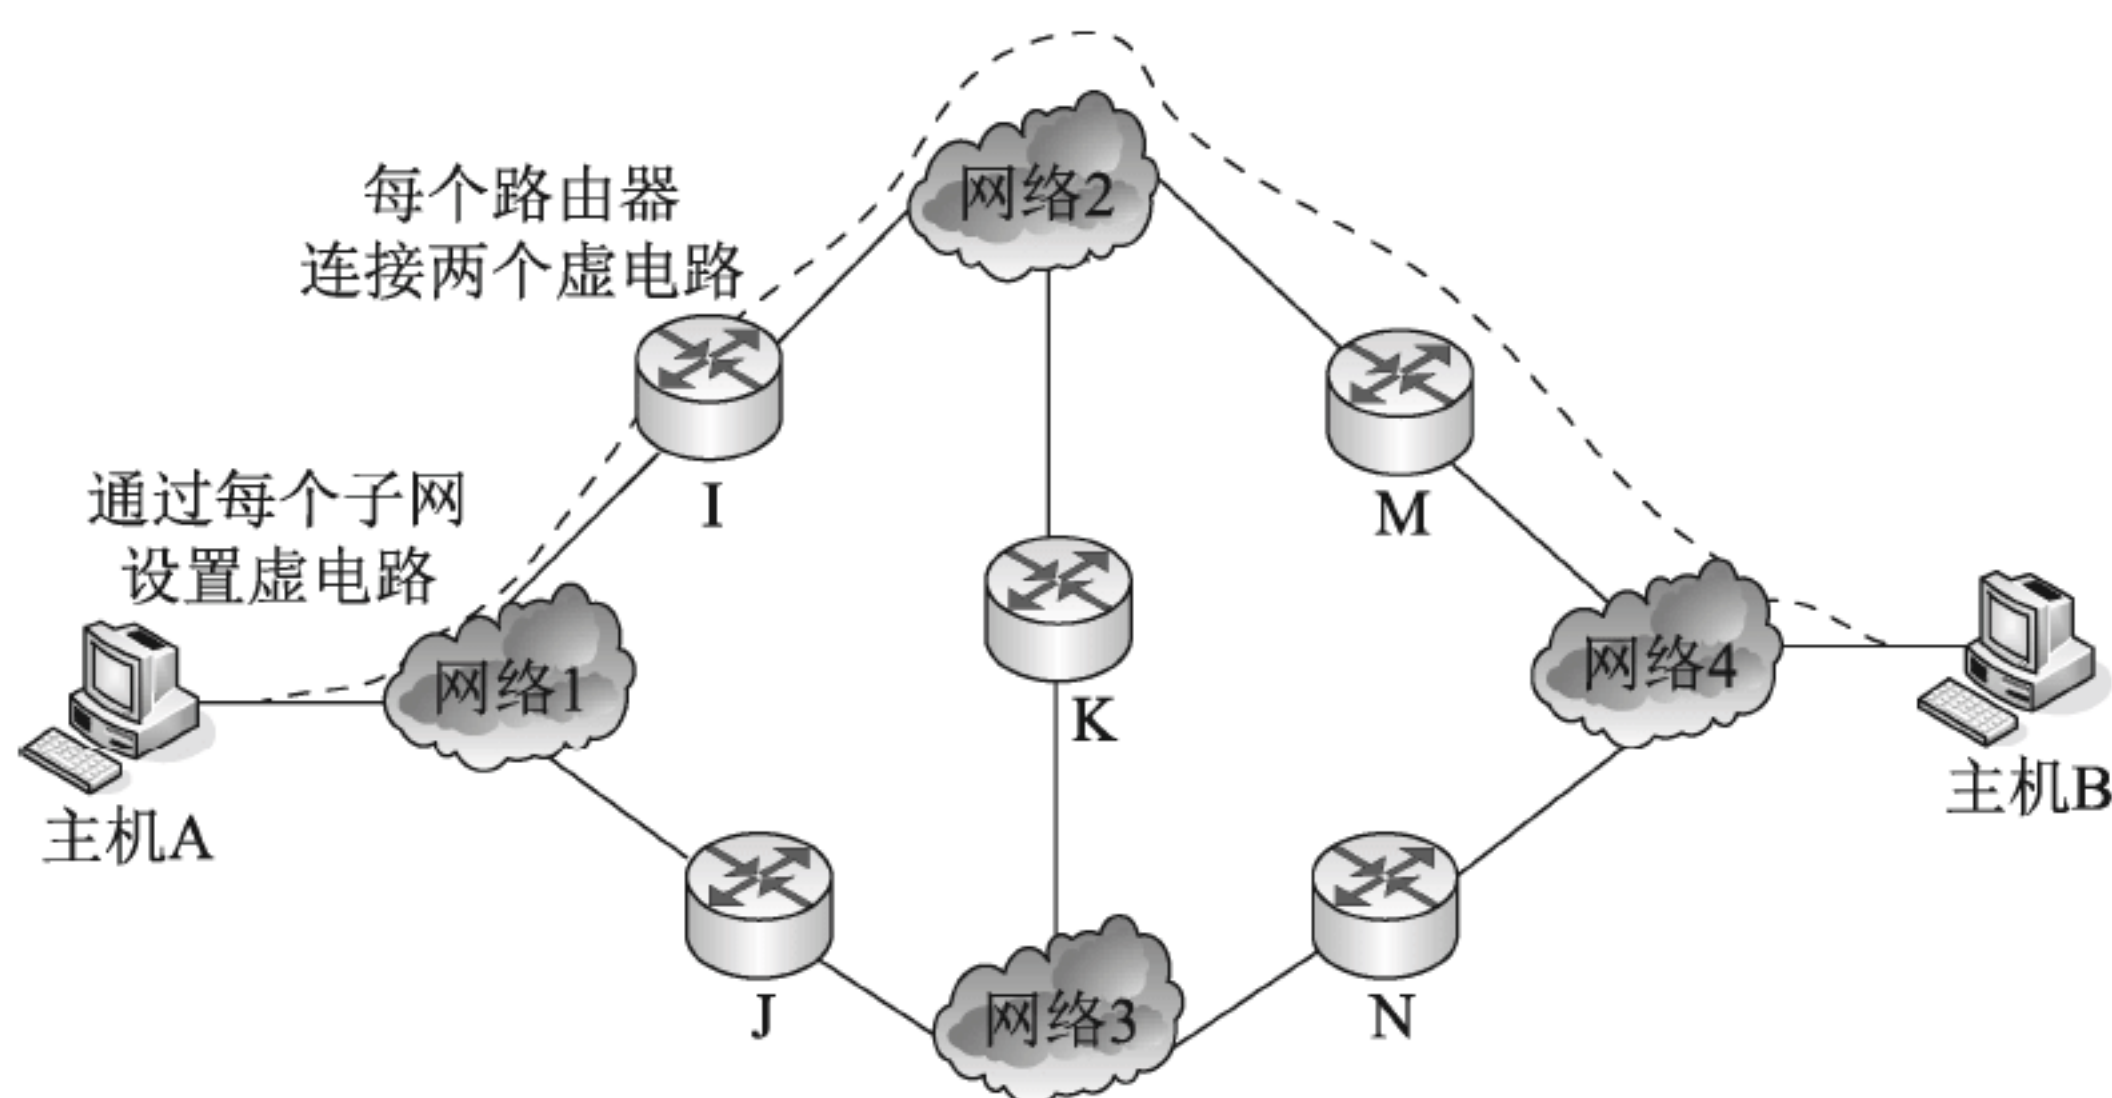 网络2
每个路由器
连接两个虚电路
通过每个子网
设置虚电路
I
M
网络1
K
网络4
主机A
主机B
J
网络3
N